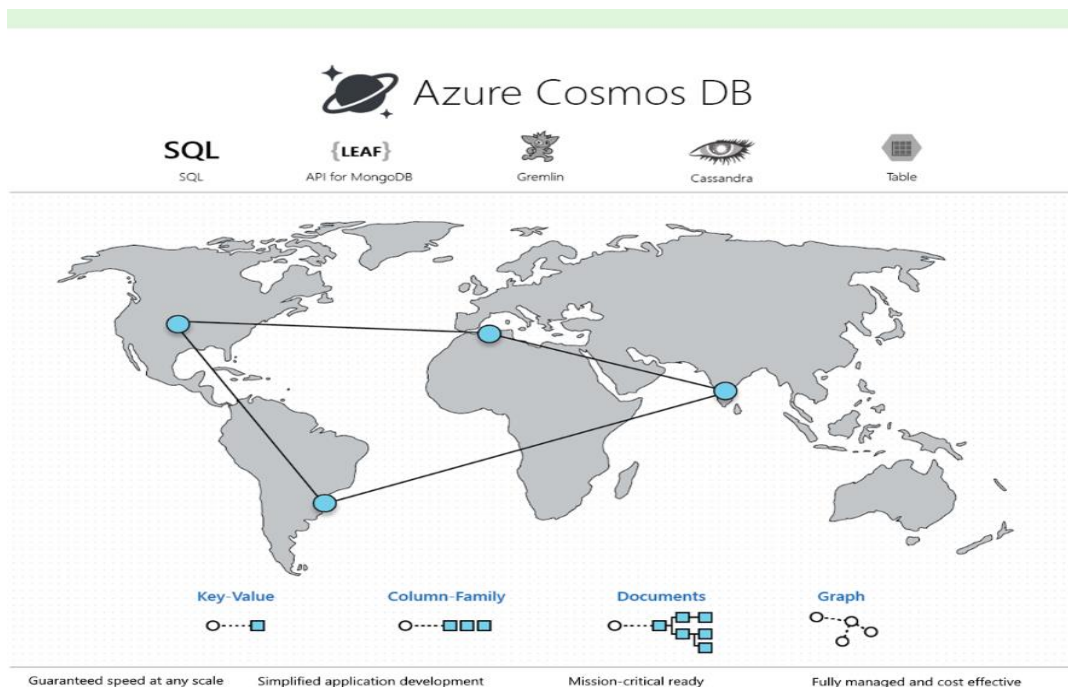 Azure Cosmos DB
SQL {LEAF}
SQL API for MongoDB Gremlin Cassandra Table
Key-Value Column-Family Documents Graph
Guaranteed speed at any scale Simplified application development Mission-critical ready Fully managed and cost effective